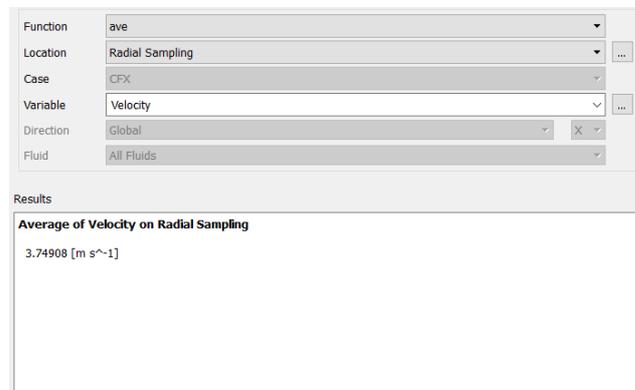 Function ave
Location Radial Sampling ...
Case CFX
Variable Velocity ...
Direction Global X
Fluid All Fluids
Results
Average of Velocity on Radial Sampling
3.74908 [m s^-1]